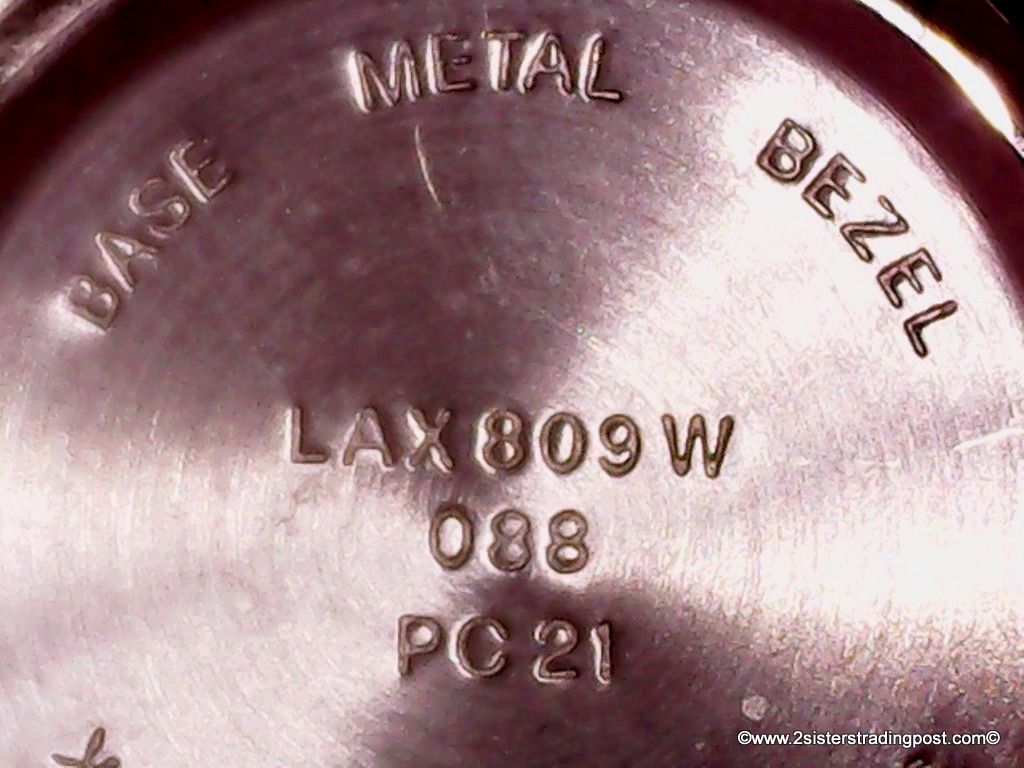 BASE METAL BEZEL
LAX 809 W
088
PC 21
©www.2sisterstradingpost.com©